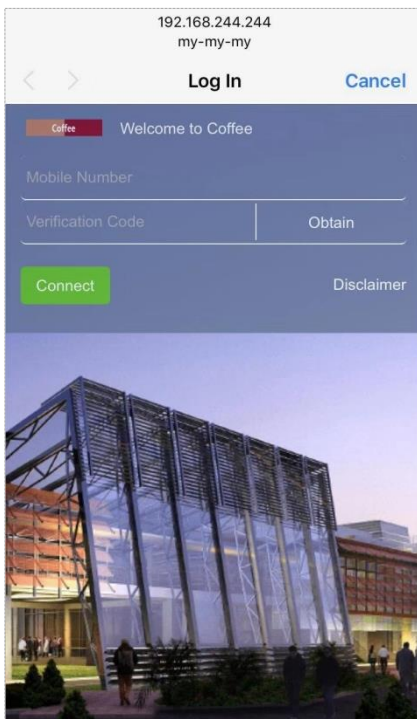 192.168.244.244
my-my-my
Log In
Cancel
Coffee
Welcome to Coffee
Mobile Number
Verification Code
Obtain
Connect
Disclaimer